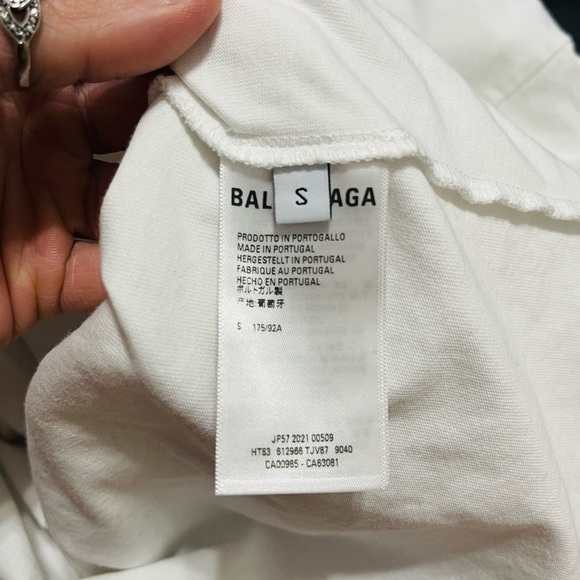 BAL S AGA
PRODOTTO IN PORTOGALLO
MADE IN PORTUGAL
HERGESTELLT IN PORTUGAL
FABRIQUE AU PORTUGAL
HECHO EN PORTUGAL
ポルトガル製
产地:葡萄牙
S 175/92A
JP57 2021 00509
HT83 612966 TJV87 9040
CA00985 - CA63081